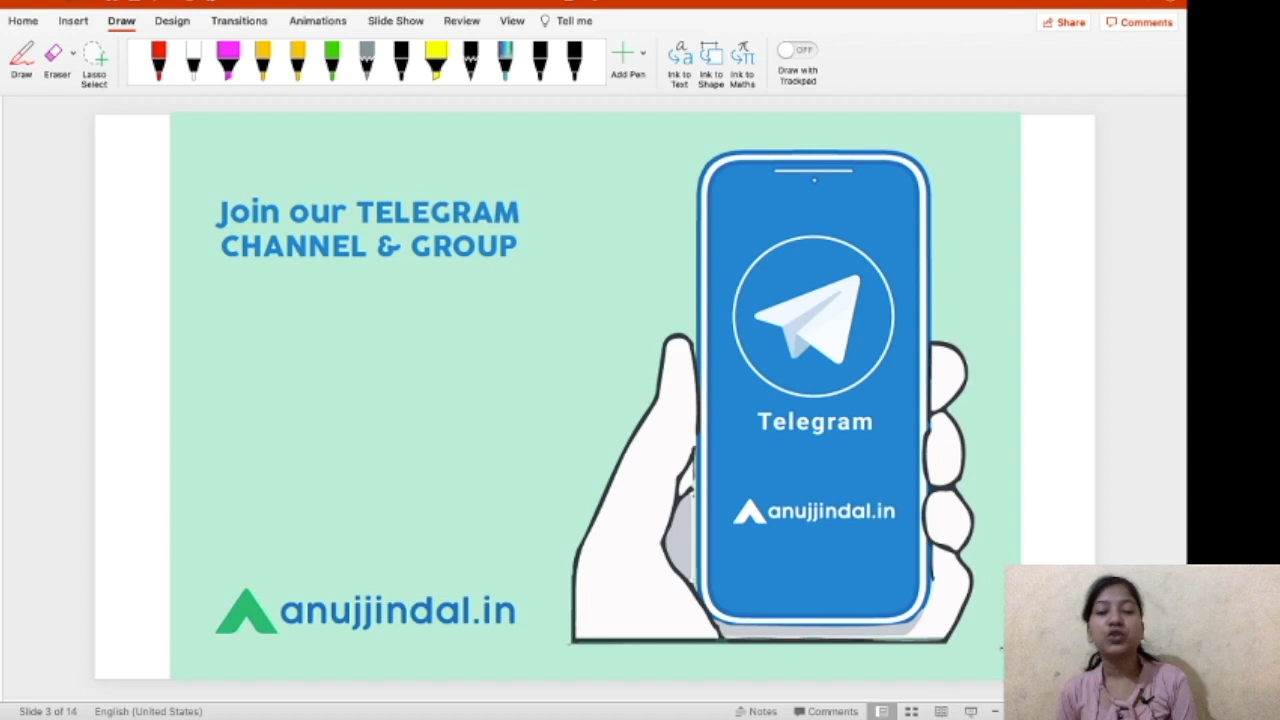 Home Insert Draw Design Transitions Animations Slide Show Review View Tell me
Share Comments
Draw Eraser Lasso Select
Add Pen
Ink to Text Ink to Shape Ink to Maths
OFF
Draw with Trackpad
Join our TELEGRAM
CHANNEL & GROUP
Telegram
anujjindal.in
anujjindal.in
Slide 3 of 14 English (United States) Notes Comments